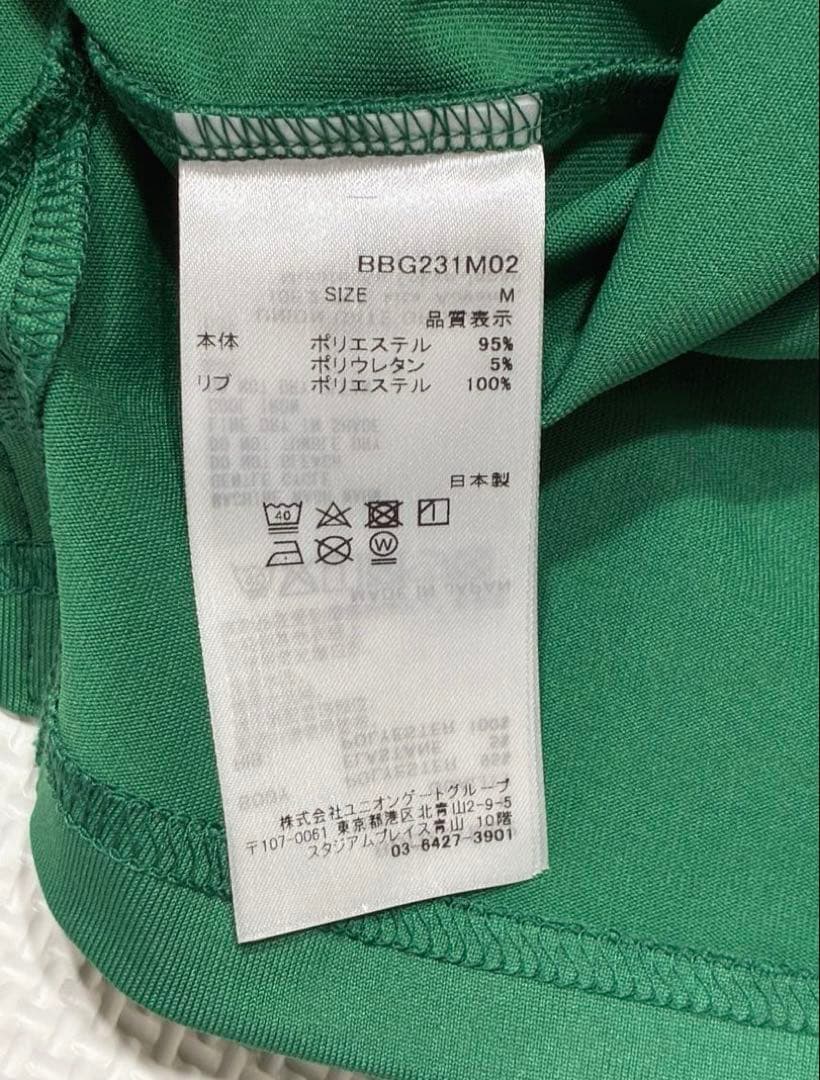 BBG231M02
SIZE M
品質表示
本体 ポリエステル 95%
ポリウレタン 5%
リブ ポリエステル 100%
日本製
40
W
株式会社ユニオンゲートグループ
〒107-0061 東京都港区北青山2-9-5
スタジアムプレイス青山 10階
03-6427-3901